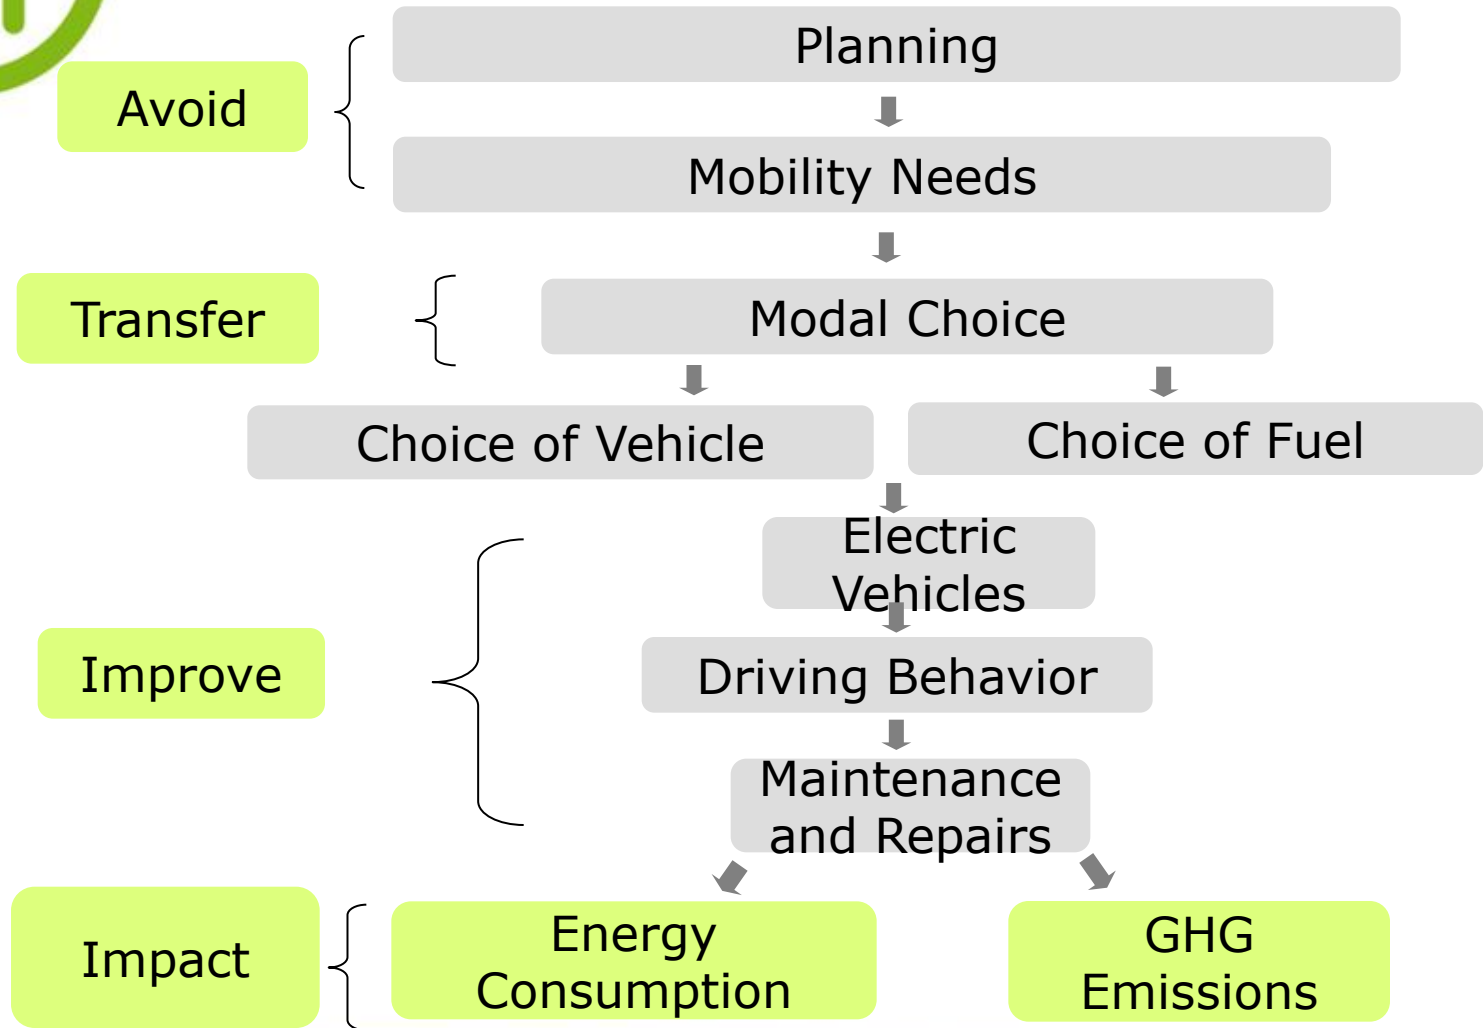 Planning
Avoid
Mobility Needs
Transfer
Modal Choice
Choice of Vehicle
Choice of Fuel
Electric
Vehicles
Improve
Driving Behavior
Maintenance
and Repairs
Impact
Energy
Consumption
GHG
Emissions